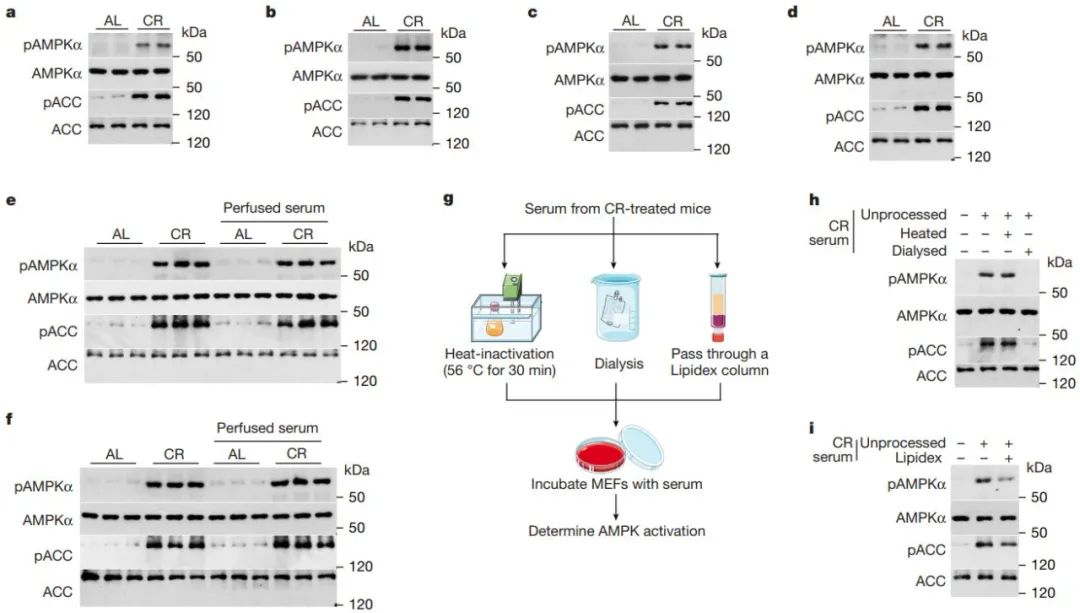 a
AL CR
kDa
pAMPKα
50
AMPKα
50
pACC
120
ACC
120
b
AL CR
kDa
pAMPKα
50
AMPKα
50
pACC
120
ACC
120
c
AL CR
kDa
pAMPKα
50
AMPKα
50
pACC
120
ACC
120
d
AL CR
kDa
pAMPKα
50
AMPKα
50
pACC
120
ACC
120
e
Perfused serum
AL CR AL CR
kDa
pAMPKα
50
AMPKα
50
pACC
120
ACC
120
f
Perfused serum
AL CR AL CR
kDa
pAMPKα
50
AMPKα
50
pACC
120
ACC
120
g
Serum from CR-treated mice
Heat-inactivation
(56 °C for 30 min)
Dialysis
Pass through a
Lipidex column
Incubate MEFs with serum
Determine AMPK activation
h
CR
serum
Unprocessed – + + +
Heated – – + –
Dialysed – – – +
kDa
pAMPKα
50
AMPKα
50
pACC
120
ACC
120
i
CR
serum
Unprocessed – + +
Lipidex – – +
kDa
pAMPKα
50
AMPKα
50
pACC
120
ACC
120